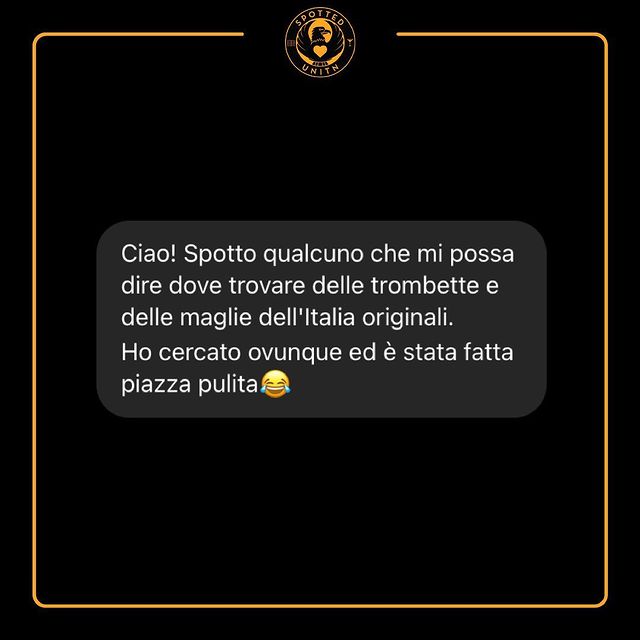 SPOTTED
UNITN
Ciao! Spotto qualcuno che mi possa
dire dove trovare delle trombette e
delle maglie dell'Italia originali.
Ho cercato ovunque ed è stata fatta
piazza pulita😂